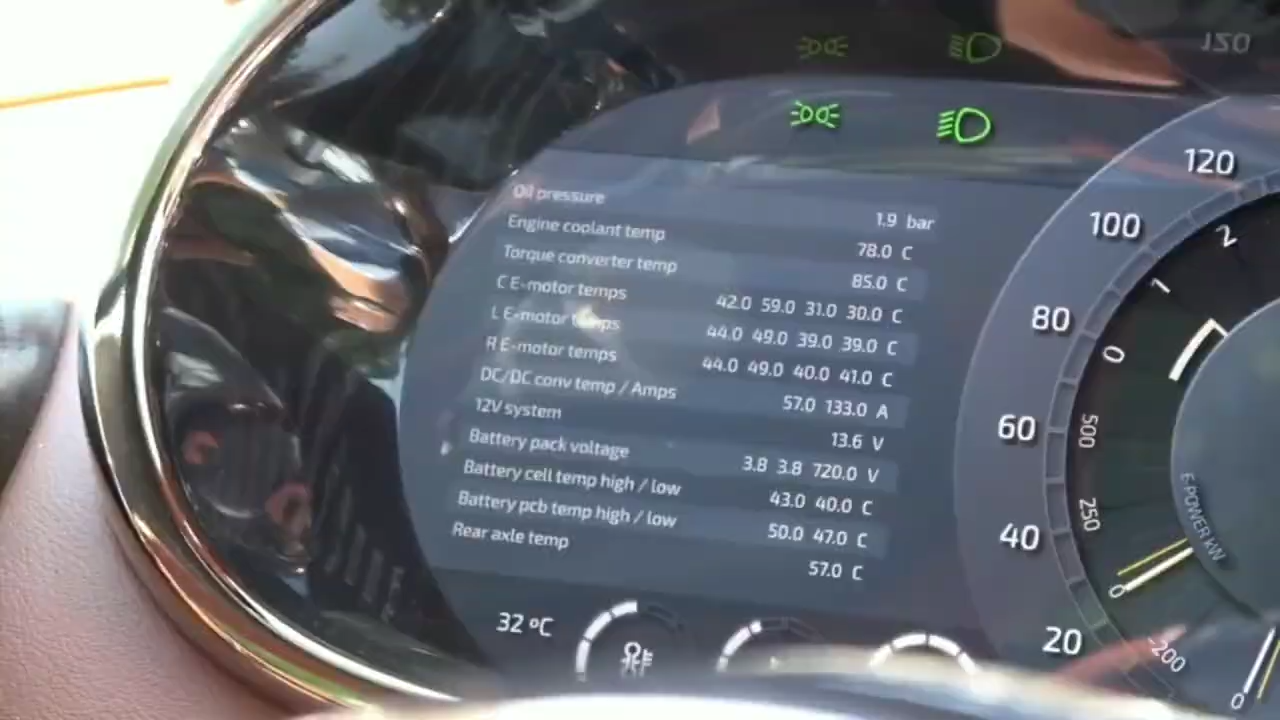 120
120
Oil pressure 1.9 bar
Engine coolant temp 78.0 C
Torque converter temp 85.0 C
C E-motor temps 42.0 59.0 31.0 30.0 C
L E-motor temps 44.0 49.0 39.0 39.0 C
R E-motor temps 44.0 49.0 40.0 41.0 C
DC/DC conv temp / Amps 57.0 133.0 A
12V system 13.6 V
Battery pack voltage 3.8 3.8 720.0 V
Battery cell temp high / low 43.0 40.0 C
Battery pcb temp high / low 50.0 47.0 C
Rear axle temp 57.0 C
32 ºC
100
80
60
40
20
2
1
0
500
250
0
-200
0
E-POWER kW